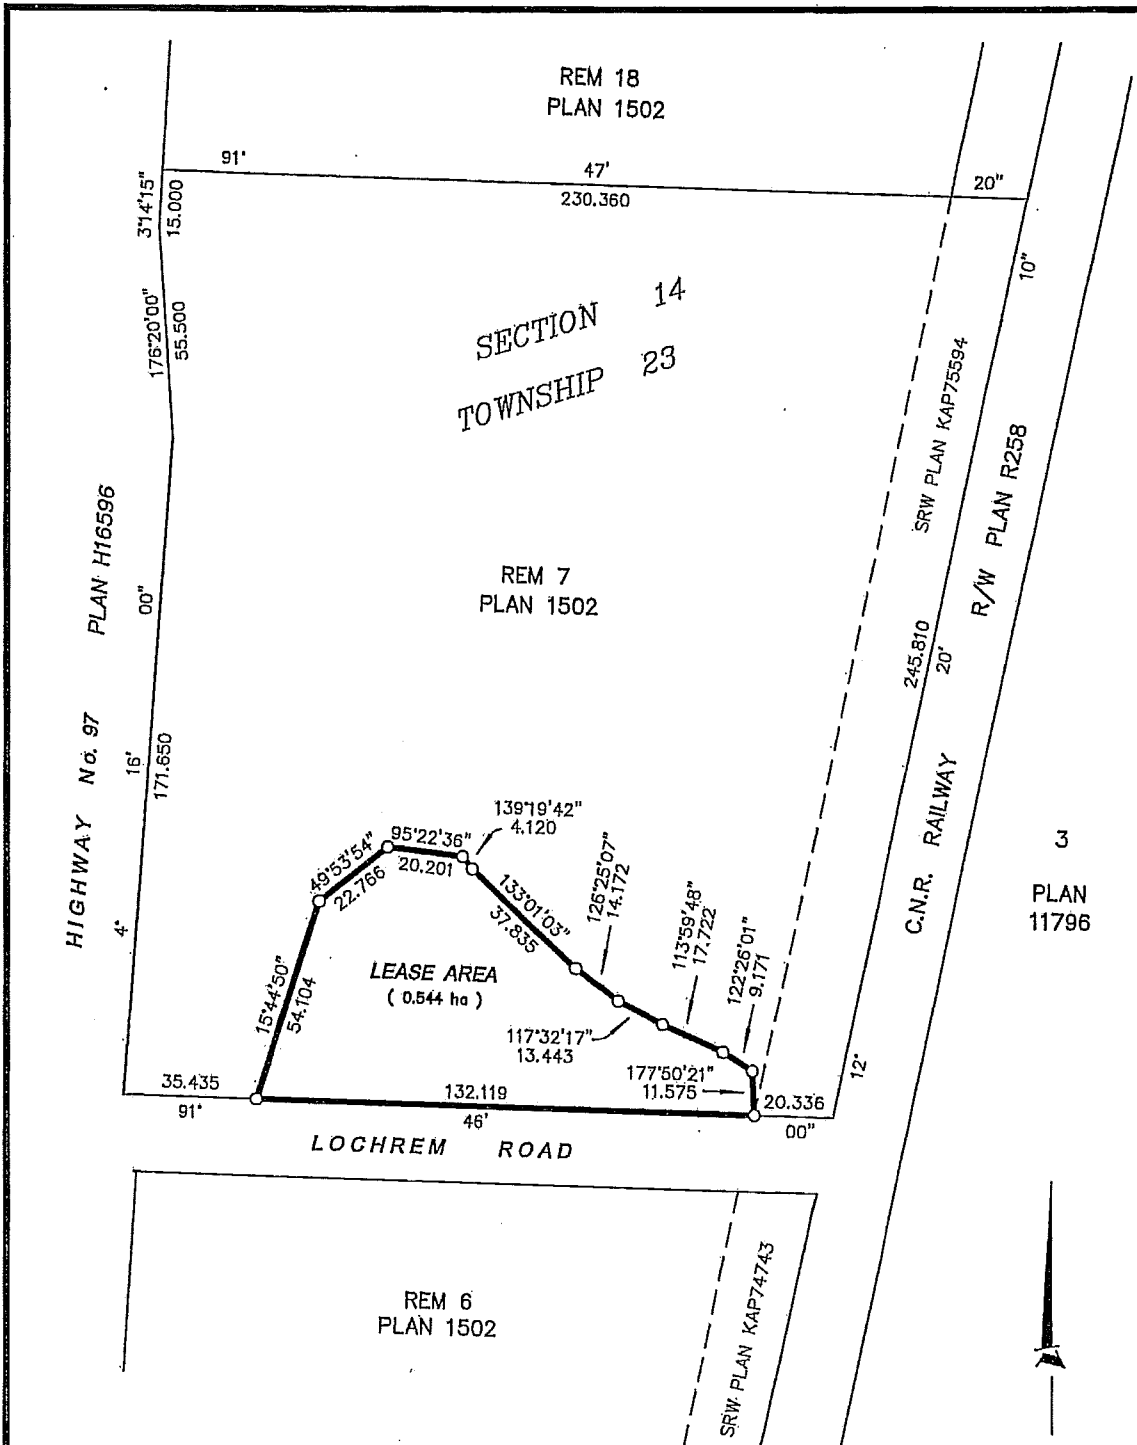 REM 18
PLAN 1502
91°
47'
20"
230.360
3°14'15"
15.000
176°20'00"
55.500
10"
SECTION 14
TOWNSHIP 23
SRW PLAN KAP75594
R/W PLAN R258
HIGHWAY No. 97 PLAN H16596
4° 16' 00"
171.650
REM 7
PLAN 1502
245.810
20'
C.N.R. RAILWAY
12°
3
PLAN
11796
139°19'42"
4.120
95°22'36"
20.201
49°53'54"
22.766
133°01'03"
37.835
126°25'07"
14.172
113°59'48"
17.722
122°26'01"
9.171
15°44'50"
54.104
LEASE AREA
( 0.544 ha )
117°32'17"
13.443
177°50'21"
11.575
35.435
132.119
20.336
91°
46'
00"
LOCHREM ROAD
REM 6
PLAN 1502
SRW PLAN KAP74743